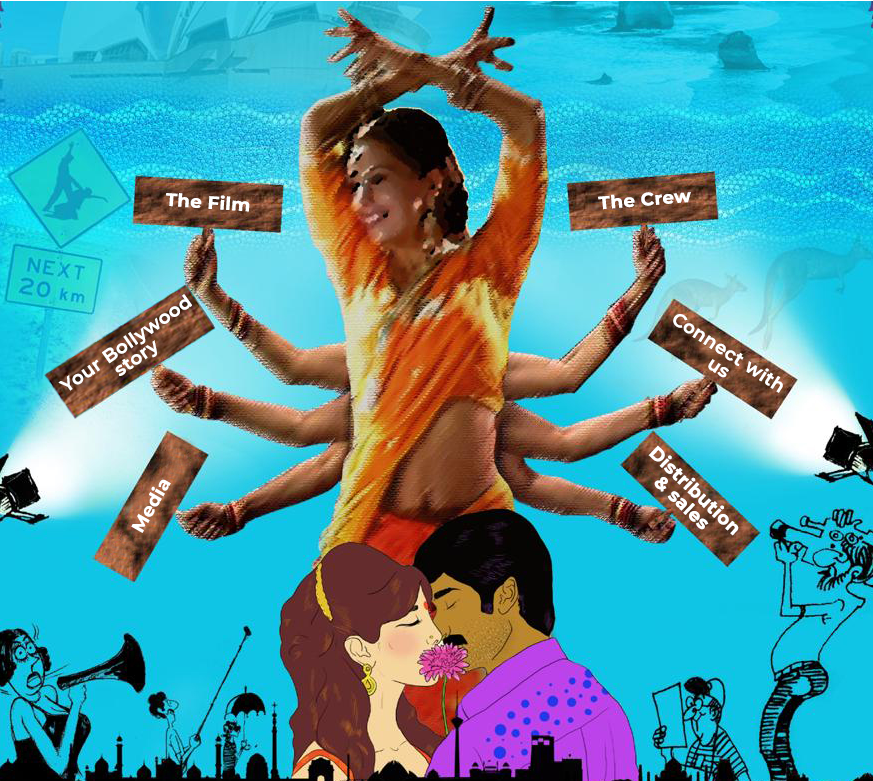 The Film
The Crew
NEXT
20 km
Your Bollywood
story
Connect with
us
Media
Distribution
& sales